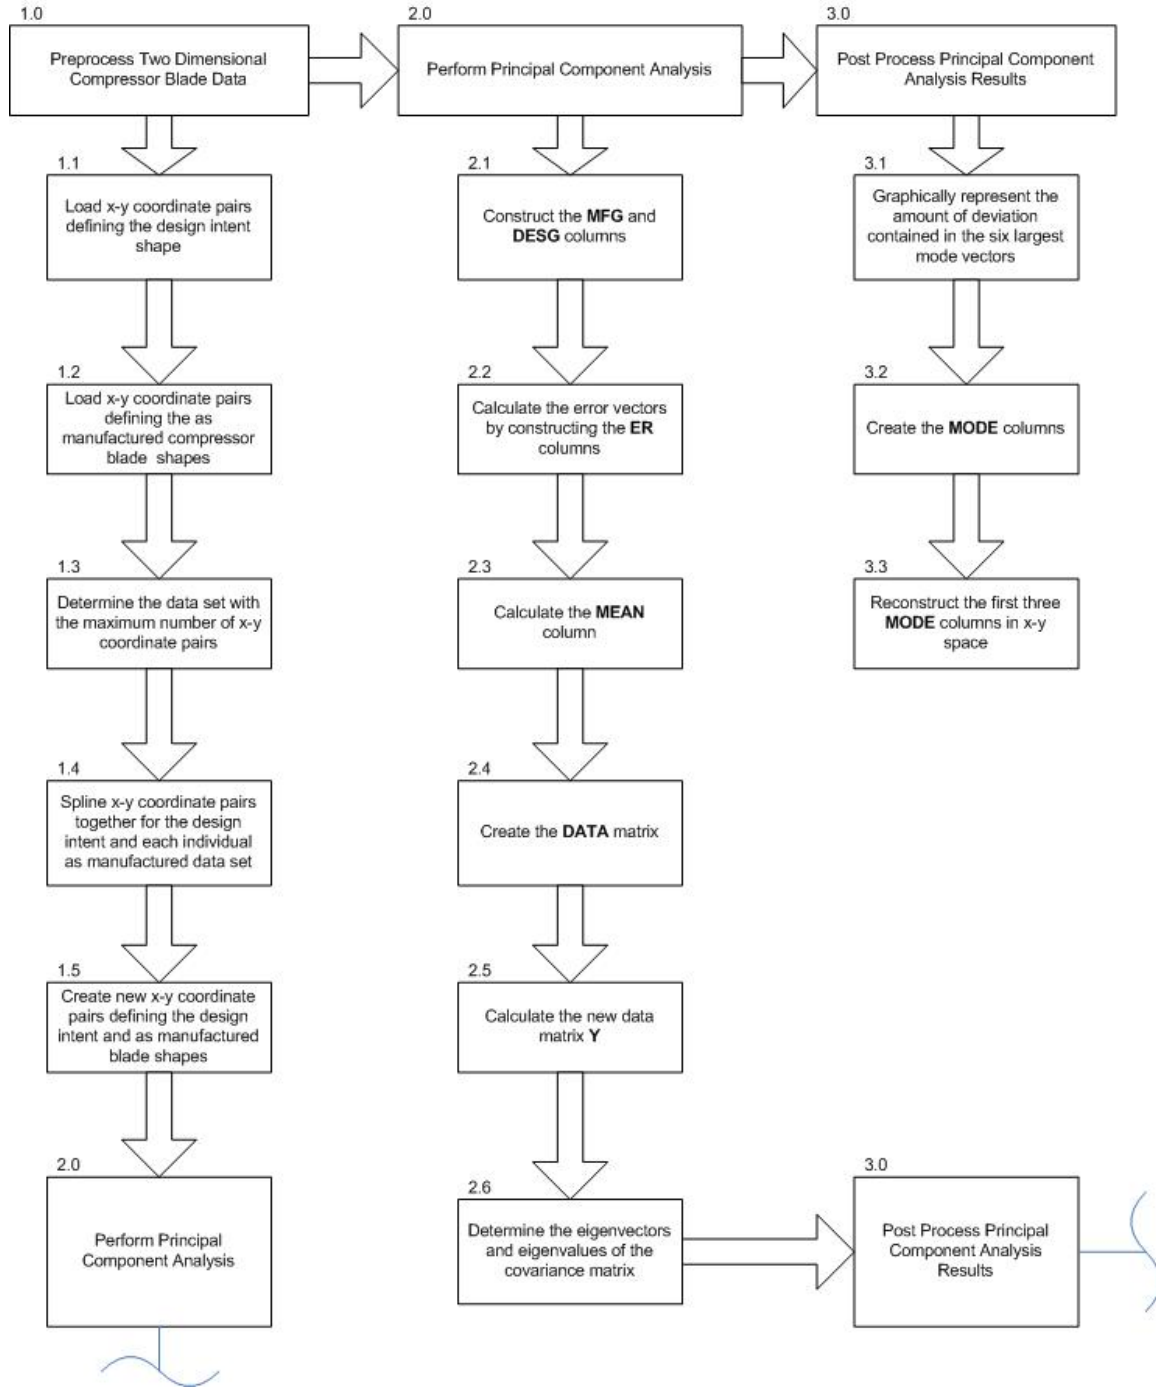 1.0
Preprocess Two Dimensional
Compressor Blade Data
2.0
Perform Principal Component Analysis
3.0
Post Process Principal Component
Analysis Results
1.1
Load x-y coordinate pairs
defining the design intent
shape
1.2
Load x-y coordinate pairs
defining the as
manufactured compressor
blade shapes
1.3
Determine the data set with
the maximum number of x-y
coordinate pairs
1.4
Spline x-y coordinate pairs
together for the design
intent and each individual
as manufactured data set
1.5
Create new x-y coordinate
pairs defining the design
intent and as manufactured
blade shapes
2.0
Perform Principal
Component Analysis
2.1
Construct the MFG and
DESG columns
2.2
Calculate the error vectors
by constructing the ER
columns
2.3
Calculate the MEAN
column
2.4
Create the DATA matrix
2.5
Calculate the new data
matrix Y
2.6
Determine the eigenvectors
and eigenvalues of the
covariance matrix
3.0
Post Process Principal
Component Analysis
Results
3.1
Graphically represent the
amount of deviation
contained in the six largest
mode vectors
3.2
Create the MODE columns
3.3
Reconstruct the first three
MODE columns in x-y
space